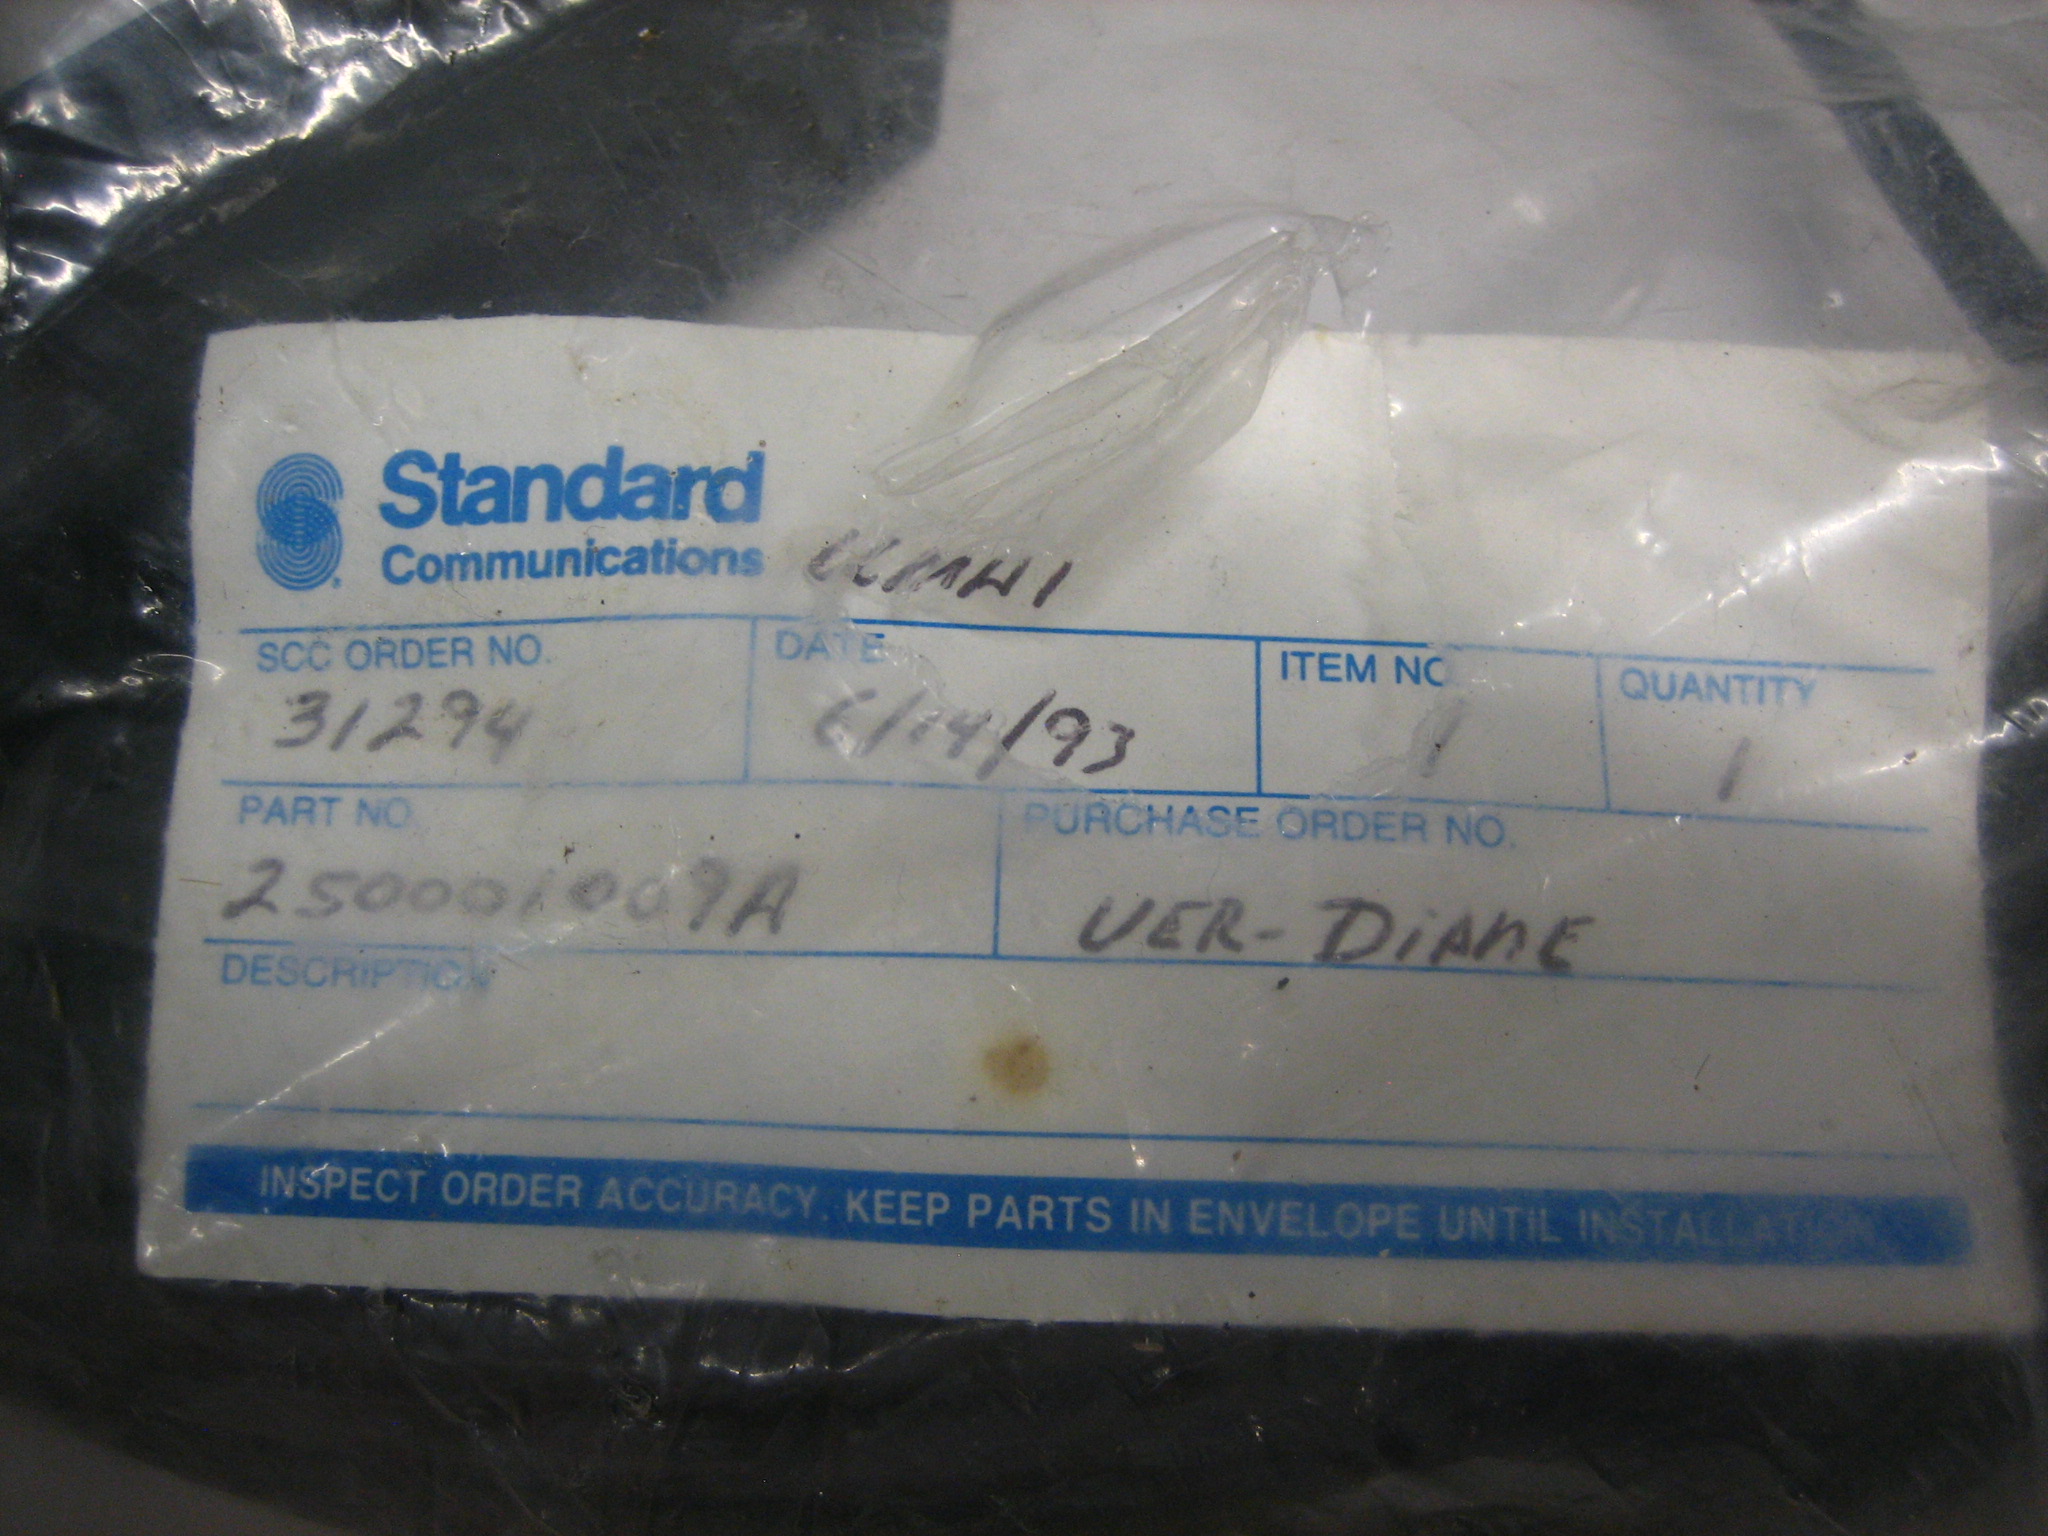 Standard
Communications
SCC ORDER NO. DATE ITEM NO QUANTITY
31294 6/14/93 1 1
PART NO. PURCHASE ORDER NO.
250001009A VER- DiANE
DESCRIPTION
INSPECT ORDER ACCURACY. KEEP PARTS IN ENVELOPE UNTIL INSTALLATION